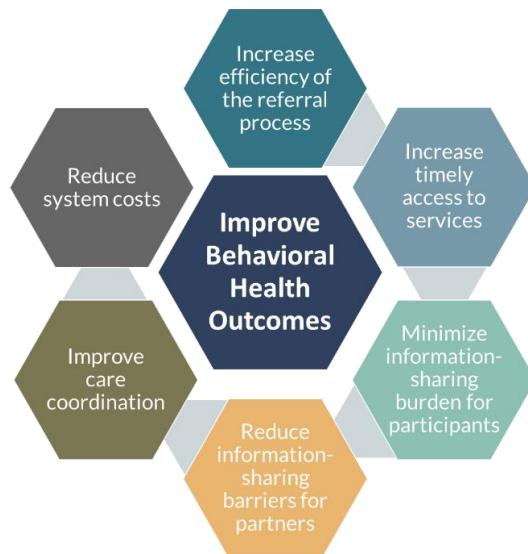 Increase
efficiency of
the referral
process
Increase
timely
access to
services
Minimize
information-
sharing
burden for
participants
Reduce
information-
sharing
barriers for
partners
Improve
care
coordination
Reduce
system costs
Improve
Behavioral
Health
Outcomes